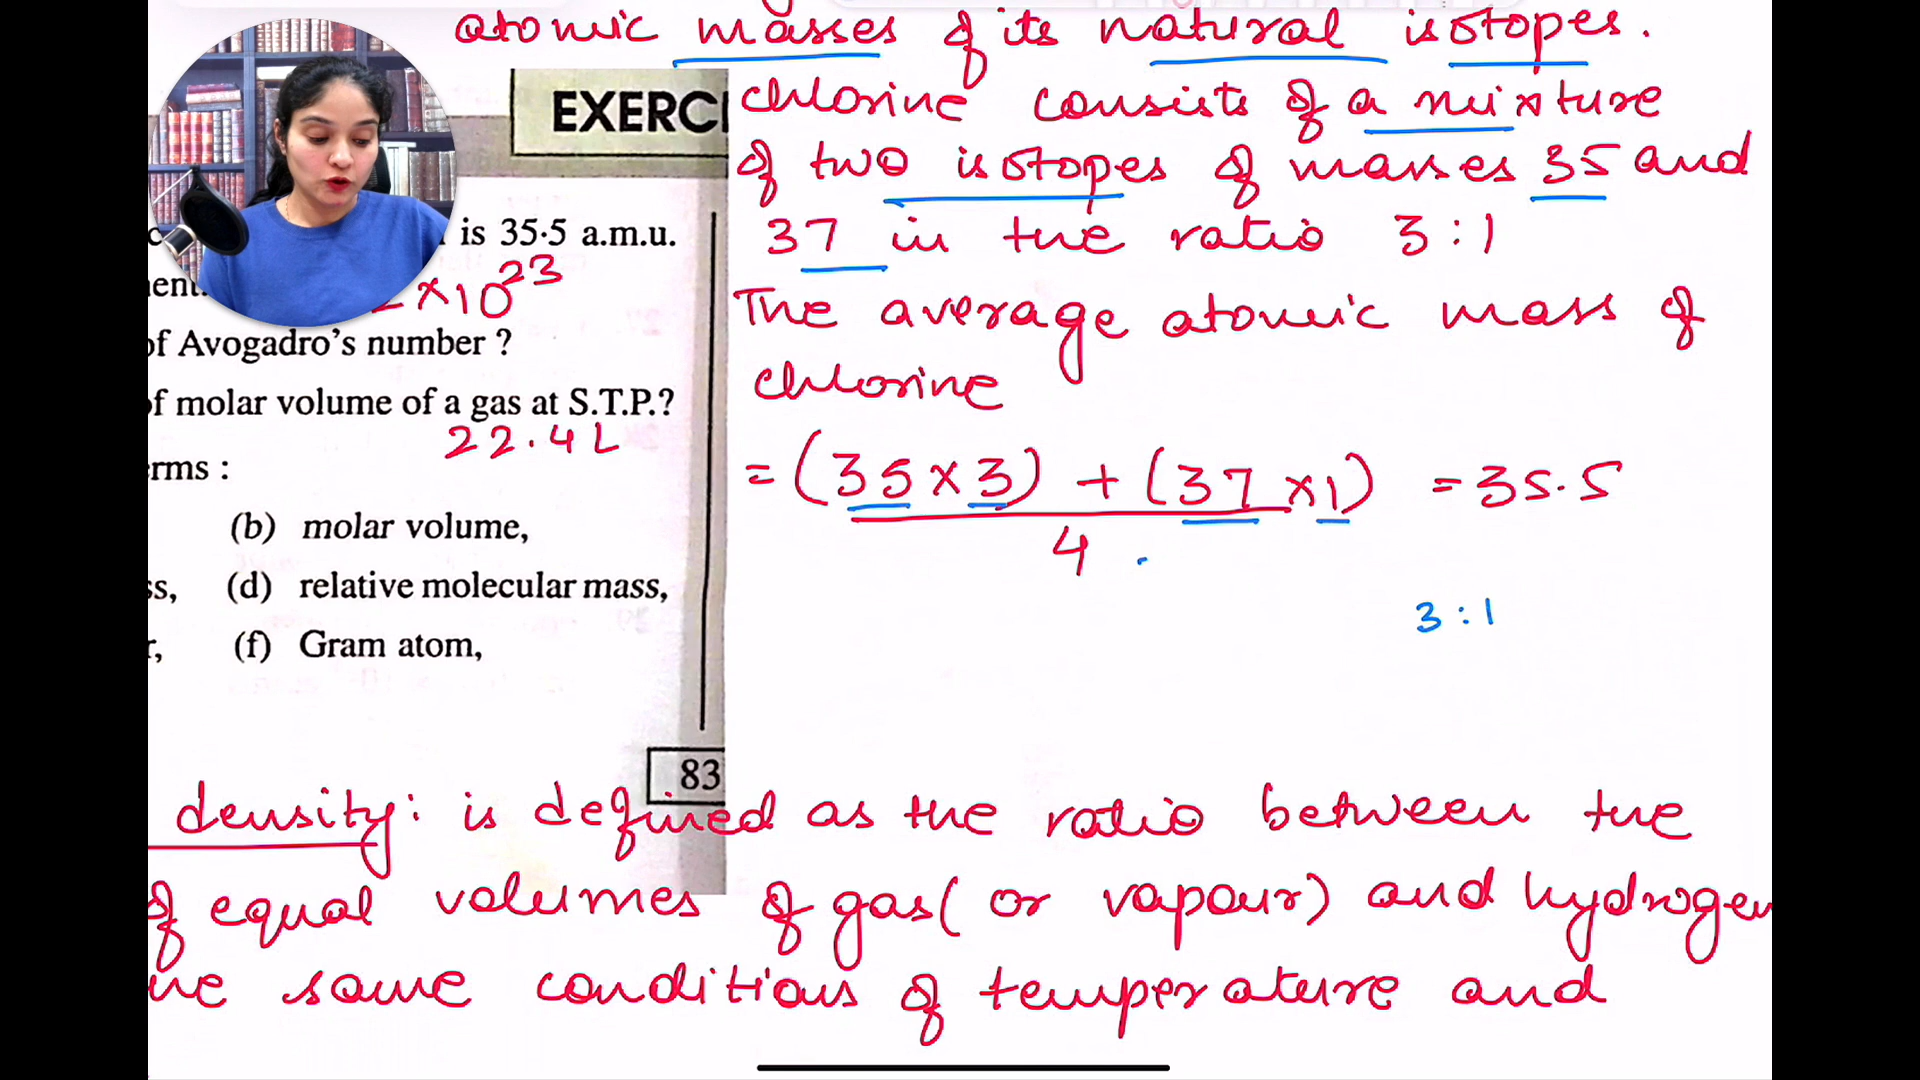 atomic masses of its natural isotopes.
EXERCI
chlorine consists of a mixture
of two isotopes of masses 35 and
is 35·5 a.m.u.
37 in the ratio 3:1
×10²³
The average atomic mass of
of Avogadro's number ?
chlorine
of molar volume of a gas at S.T.P.?
22.4 L
= (35×3) + (37×1) = 35.5
4
erms :
(b) molar volume,
3:1
ss, (d) relative molecular mass,
r, (f) Gram atom,
83
density: is defined as the ratio between the
of equal volumes of gas (or vapour) and hydrogen
same conditions of temperature and